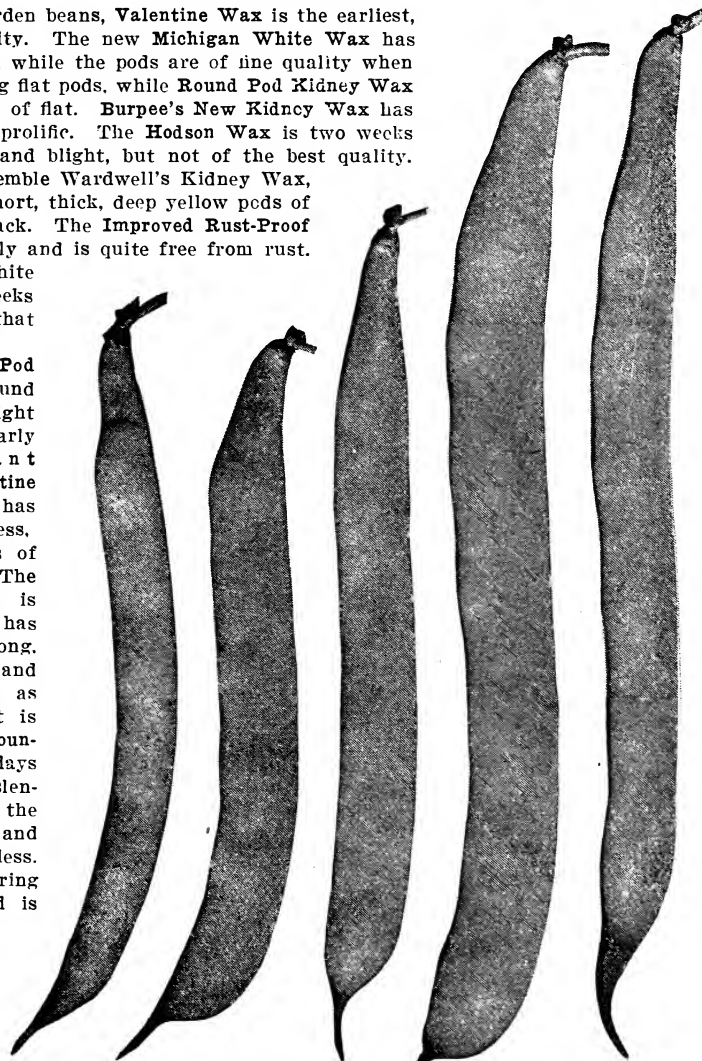 rden beans, Valentine Wax is the earliest,
lity. The new Michigan White Wax has
while the pods are of fine quality when
g flat pods, while Round Pod Kidney Wax
of flat. Burpee's New Kidney Wax has
prolific. The Hodson Wax is two weeks
and blight, but not of the best quality.
emble Wardwell's Kidney Wax,
hort, thick, deep yellow pods of
ack. The Improved Rust-Proof
ly and is quite free from rust.
hite
eeks
that
Pod
und
ight
arly
nt
tine
has
ess,
s of
The
is
has
ong,
and
as
t is
oun-
days
slen-
the
and
less.
ring
d is